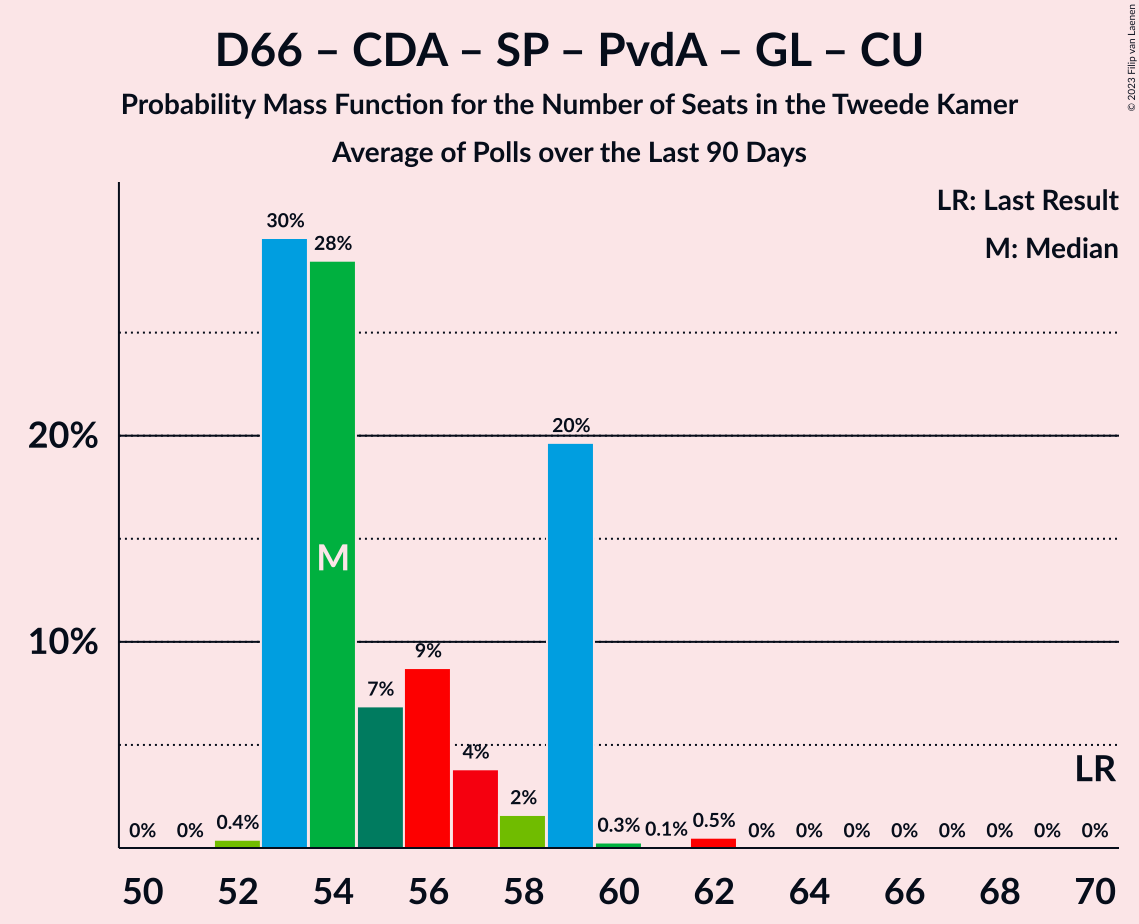 D66 – CDA – SP – PvdA – GL – CU
Probability Mass Function for the Number of Seats in the Tweede Kamer
Average of Polls over the Last 90 Days
© 2023 Filip van Laenen
LR: Last Result
M: Median
20%
10%
0%
0%
0.4%
30%
28%
7%
9%
4%
2%
20%
0.3%
0.1%
0.5%
0%
0%
0%
0%
0%
0%
0%
0%
M
LR
50 52 54 56 58 60 62 64 66 68 70